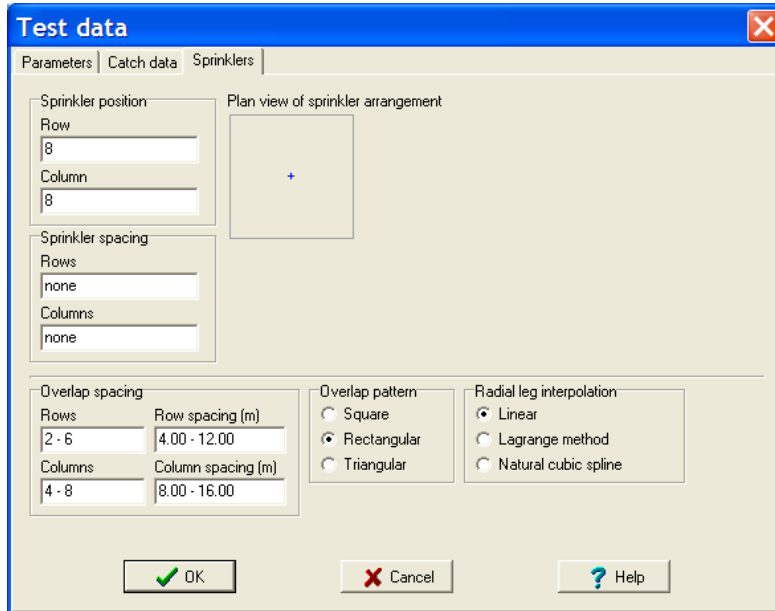 Test data
Parameters Catch data Sprinklers
Sprinkler position
Row
8
Column
8
Plan view of sprinkler arrangement
Sprinkler spacing
Rows
none
Columns
none
Overlap spacing
Rows Row spacing (m)
2 - 6 4.00 - 12.00
Columns Column spacing (m)
4 - 8 8.00 - 16.00
Overlap pattern
Square
Rectangular
Triangular
Radial leg interpolation
Linear
Lagrange method
Natural cubic spline
OK Cancel ? Help